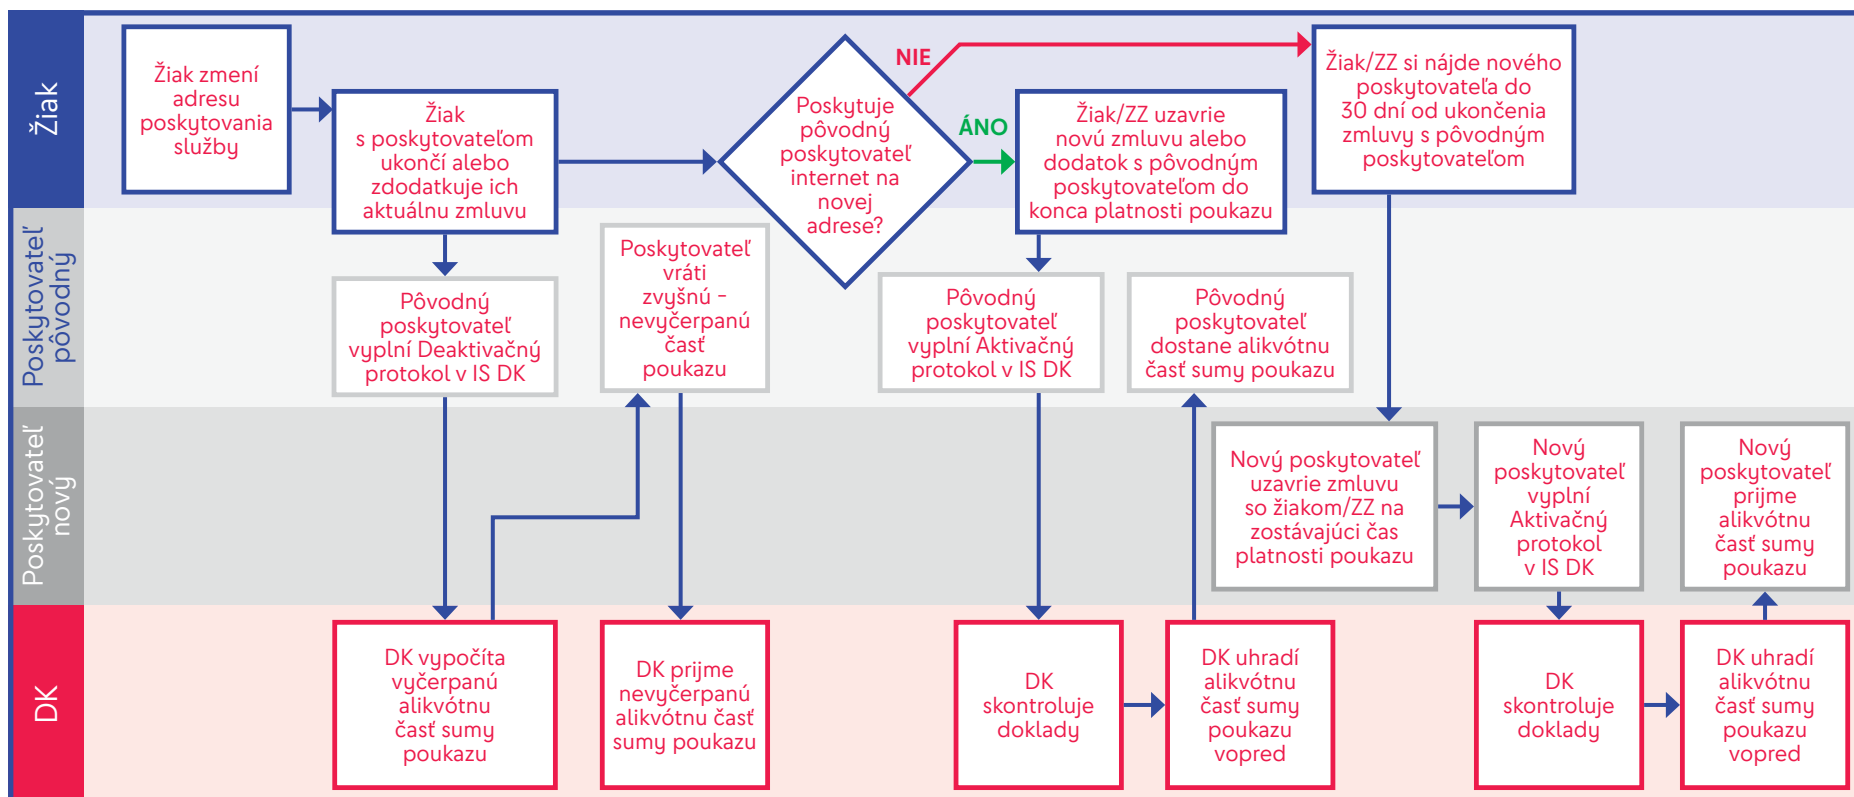 Žiak
Žiak zmení
adresu
poskytovania
služby
Žiak
s poskytovateľom
ukončí alebo
zdodatkuje ich
aktuálnu zmluvu
Poskytuje
pôvodný
poskytovateľ
internet na
novej
adrese?
NIE
ÁNO
Žiak/ZZ uzavrie
novú zmluvu alebo
dodatok s pôvodným
poskytovateľom do
konca platnosti poukazu
Žiak/ZZ si nájde nového
poskytovateľa do
30 dní od ukončenia
zmluvy s pôvodným
poskytovateľom
Poskytovateľ
pôvodný
Pôvodný
poskytovateľ
vyplní Deaktivačný
protokol v IS DK
Poskytovateľ
vráti
zvyšnú -
nevyčerpanú
časť
poukazu
Pôvodný
poskytovateľ
vyplní Aktivačný
protokol v IS DK
Pôvodný
poskytovateľ
dostane alikvótnu
časť sumy poukazu
Poskytovateľ
nový
Nový poskytovateľ
uzavrie zmluvu
so žiakom/ZZ na
zostávajúci čas
platnosti poukazu
Nový
poskytovateľ
vyplní
Aktivačný
protokol
v IS DK
Nový
poskytovateľ
prijme
alikvótnu
časť sumy
poukazu
DK
DK vypočíta
vyčerpanú
alikvótnu
časť sumy
poukazu
DK prijme
nevyčerpanú
alikvótnu časť
sumy poukazu
DK
skontroluje
doklady
DK uhradí
alikvótnu
časť sumy
poukazu
vopred
DK
skontroluje
doklady
DK uhradí
alikvótnu
časť sumy
poukazu
vopred